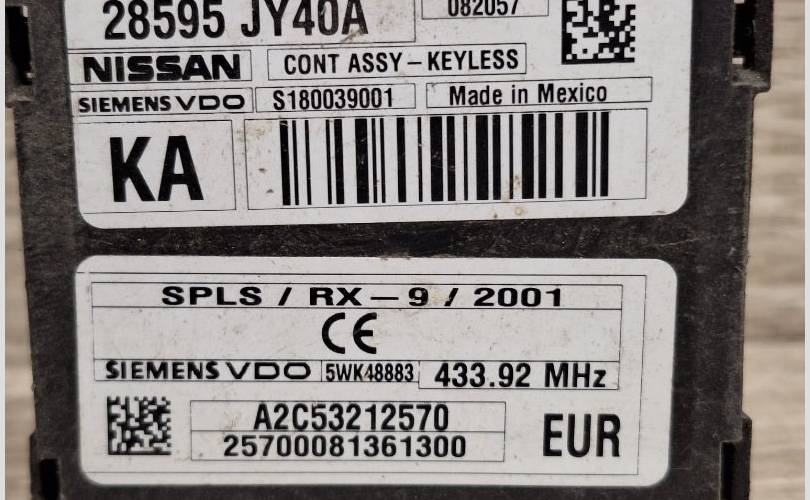 28595 JY40A
082057
NISSAN CONT ASSY – KEYLESS
SIEMENS VDO S180039001 Made in Mexico
KA
SPLS / RX – 9 / 2001
CE
SIEMENS VDO 5WK48883 433.92 MHz
A2C53212570
25700081361300
EUR